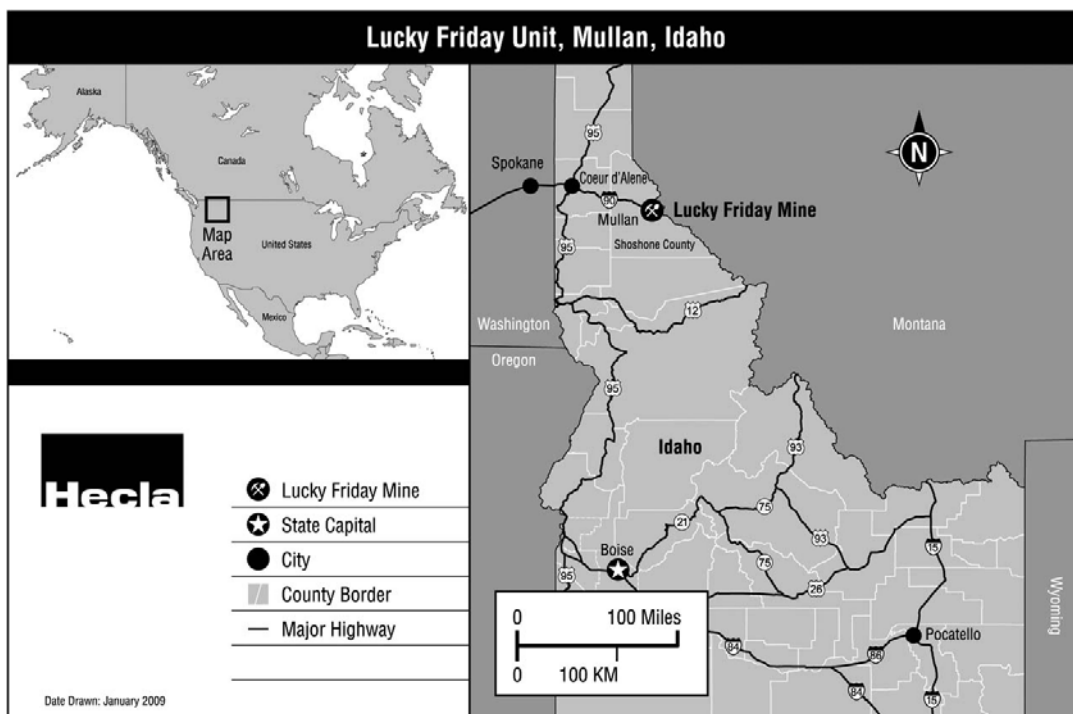 Lucky Friday Unit, Mullan, Idaho
Alaska
Canada
Map
Area
United States
Mexico
N
95
Spokane
Coeur d'Alene
90
Mullan
Lucky Friday Mine
95
Shoshone County
12
Washington
Montana
Oregon
95
Idaho
93
75
21
93
15
Boise
75
95
26
Wyoming
Pocatello
84
86
84
15
0 100 Miles
0 100 KM
Hecla
Lucky Friday Mine
State Capital
City
County Border
Major Highway
Date Drawn: January 2009